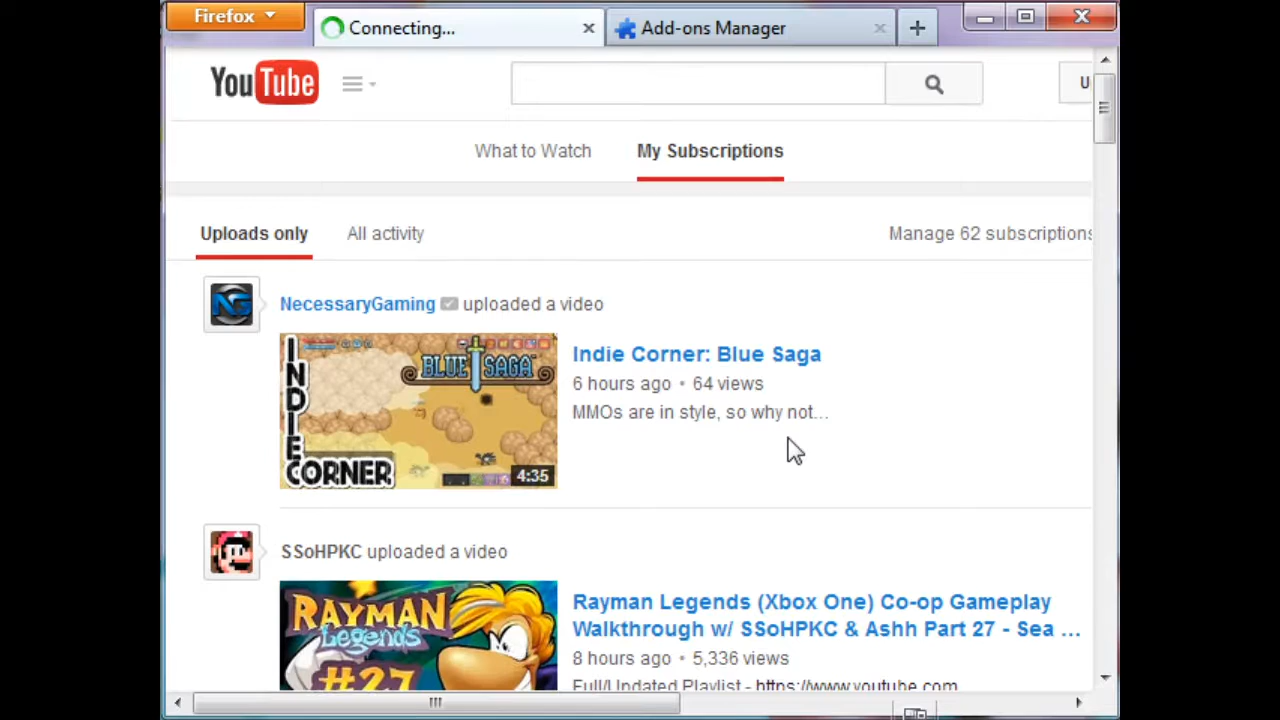 Firefox
Connecting...
Add-ons Manager
YouTube
U
What to Watch
My Subscriptions
Uploads only
All activity
Manage 62 subscriptions
NecessaryGaming uploaded a video
NG
INDIE CORNER
BLUE SAGA
4:35
Indie Corner: Blue Saga
6 hours ago • 64 views
MMOs are in style, so why not...
SSoHPKC uploaded a video
RAYMAN
Legends
#27
Rayman Legends (Xbox One) Co-op Gameplay
Walkthrough w/ SSoHPKC & Ashh Part 27 - Sea ...
8 hours ago • 5,336 views
Full/Updated Playlist - https://www.youtube.com